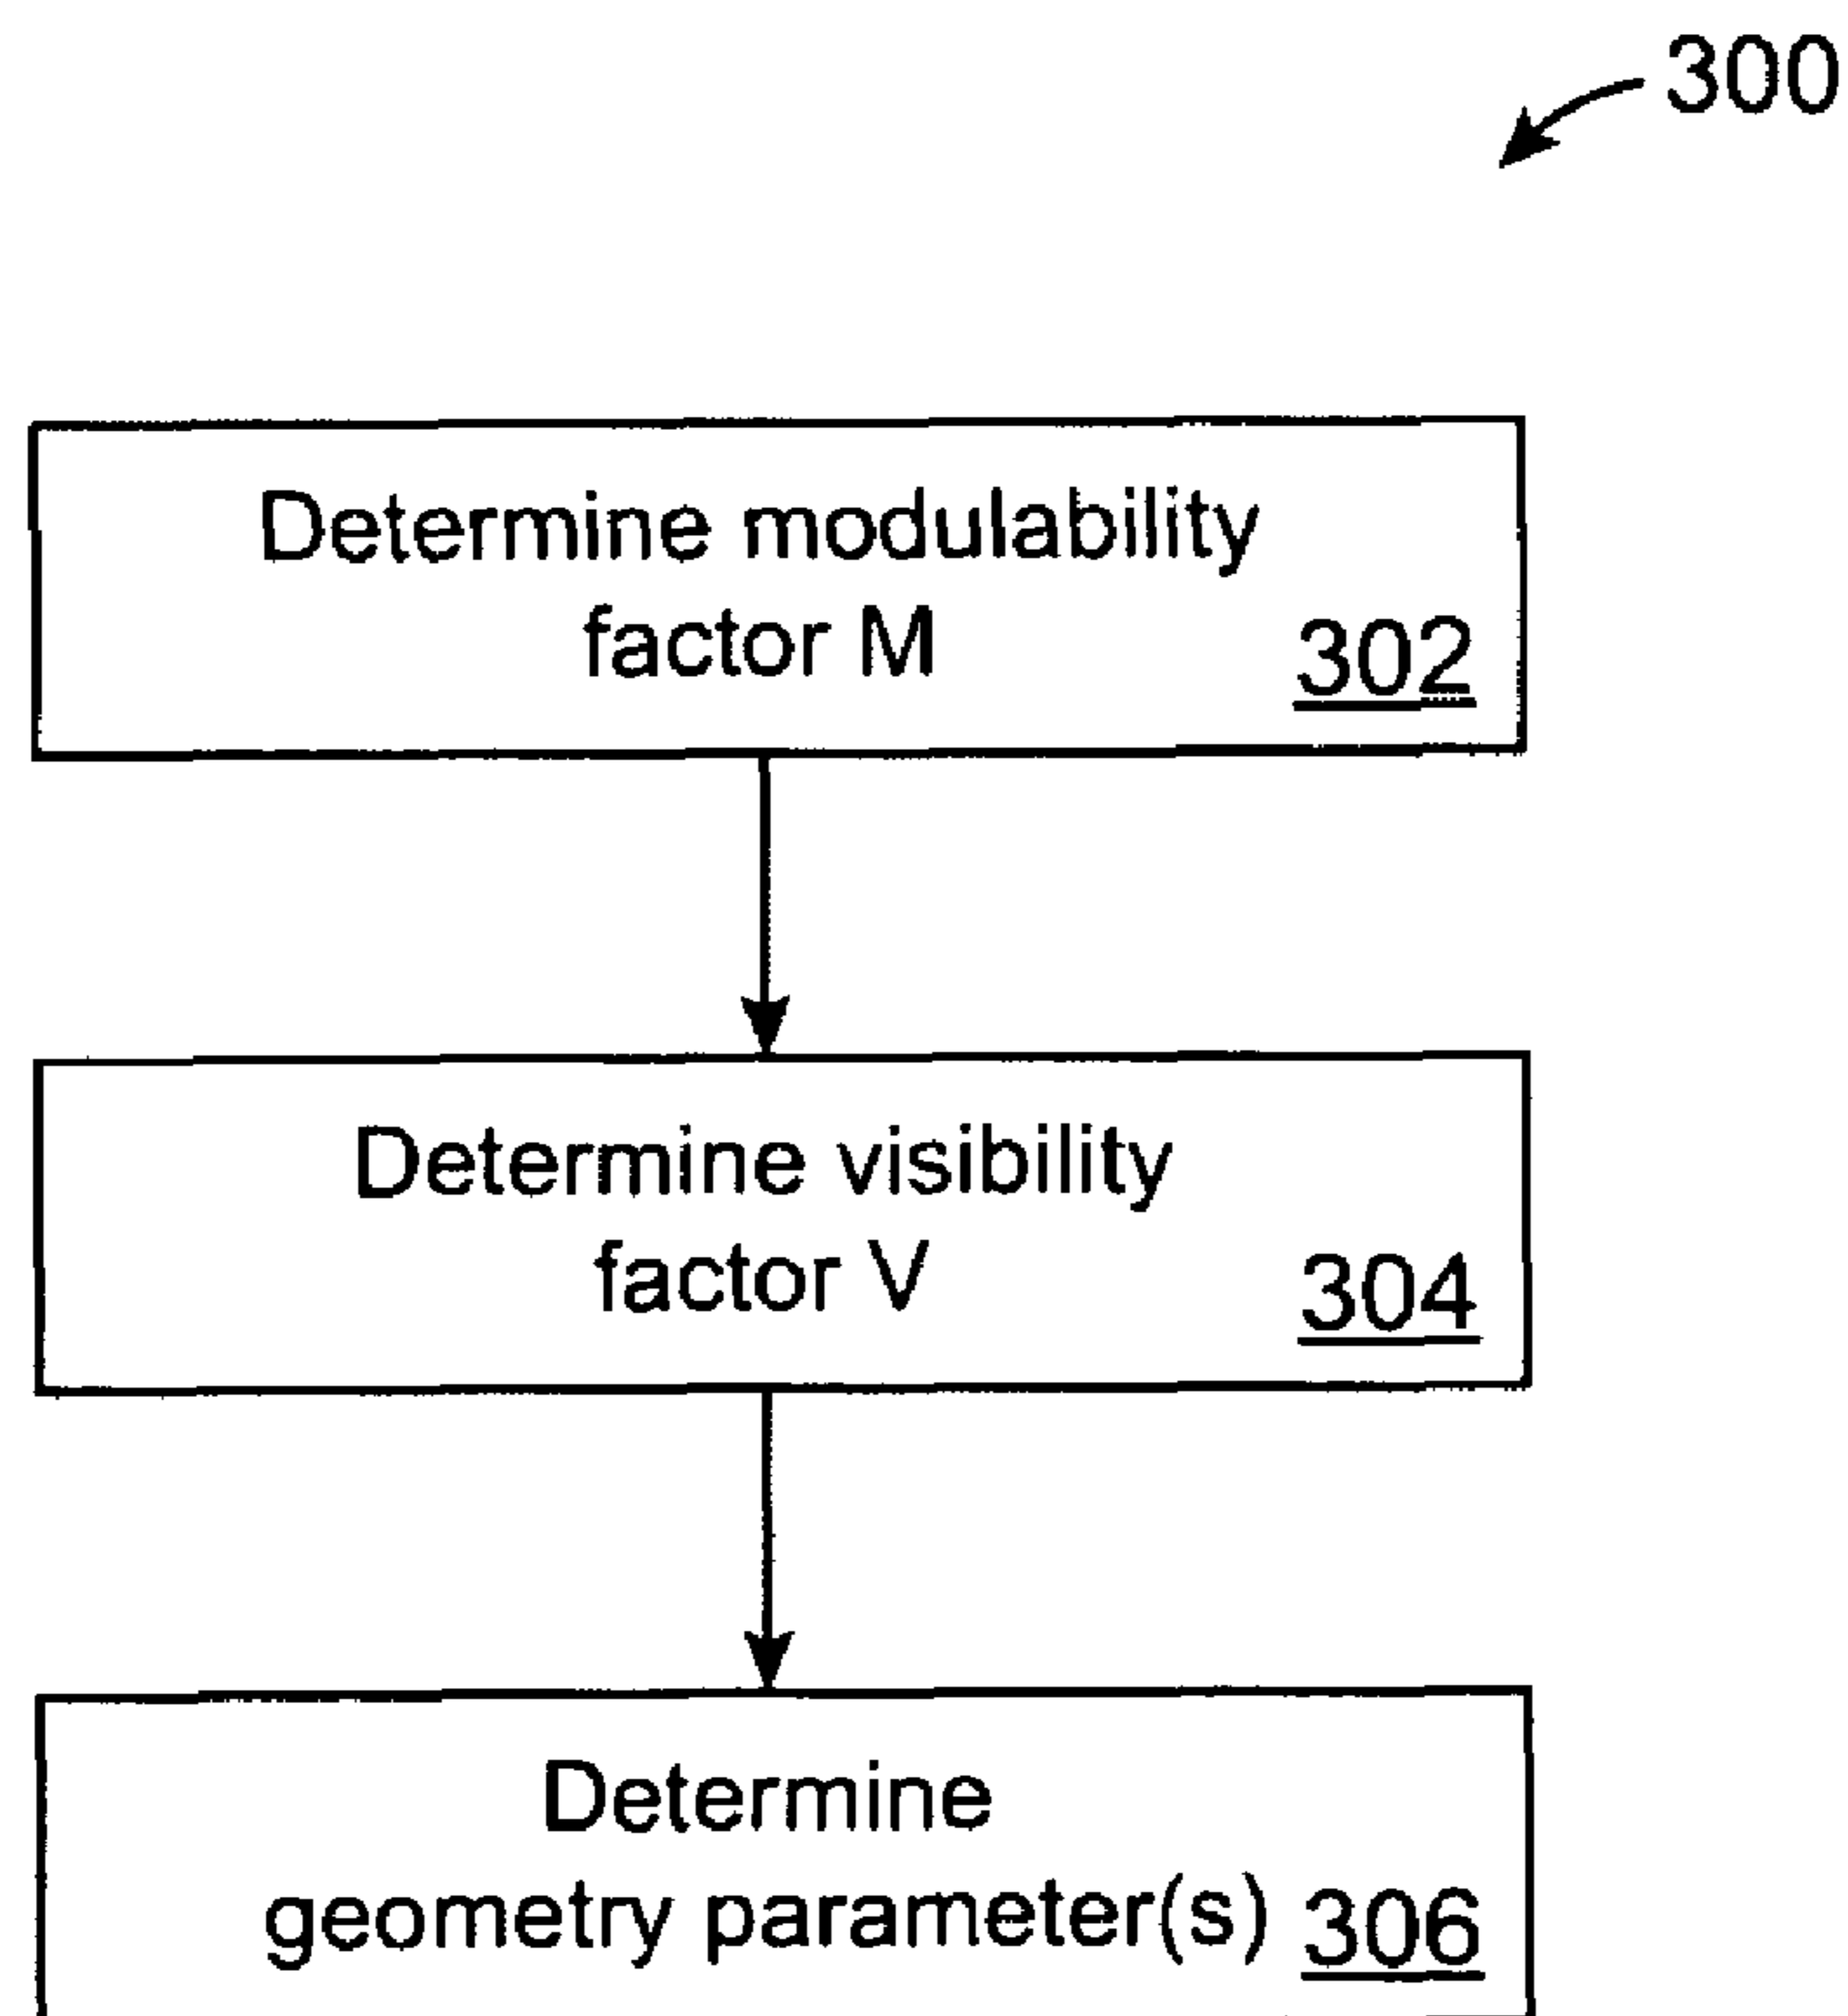 300
Determine modulability
factor M
302
Determine visibility
factor V
304
Determine
geometry parameter(s) 306